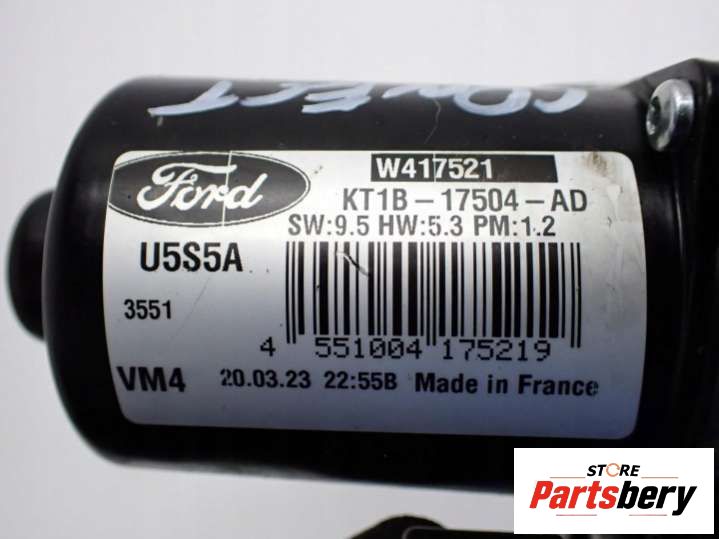 CONNECT
Ford
W417521
KT1B-17504-AD
SW:9.5 HW:5.3 PM:1.2
U5S5A
3551
4 551004 175219
VM4 20.03.23 22:55B Made in France
STORE
Partsbery